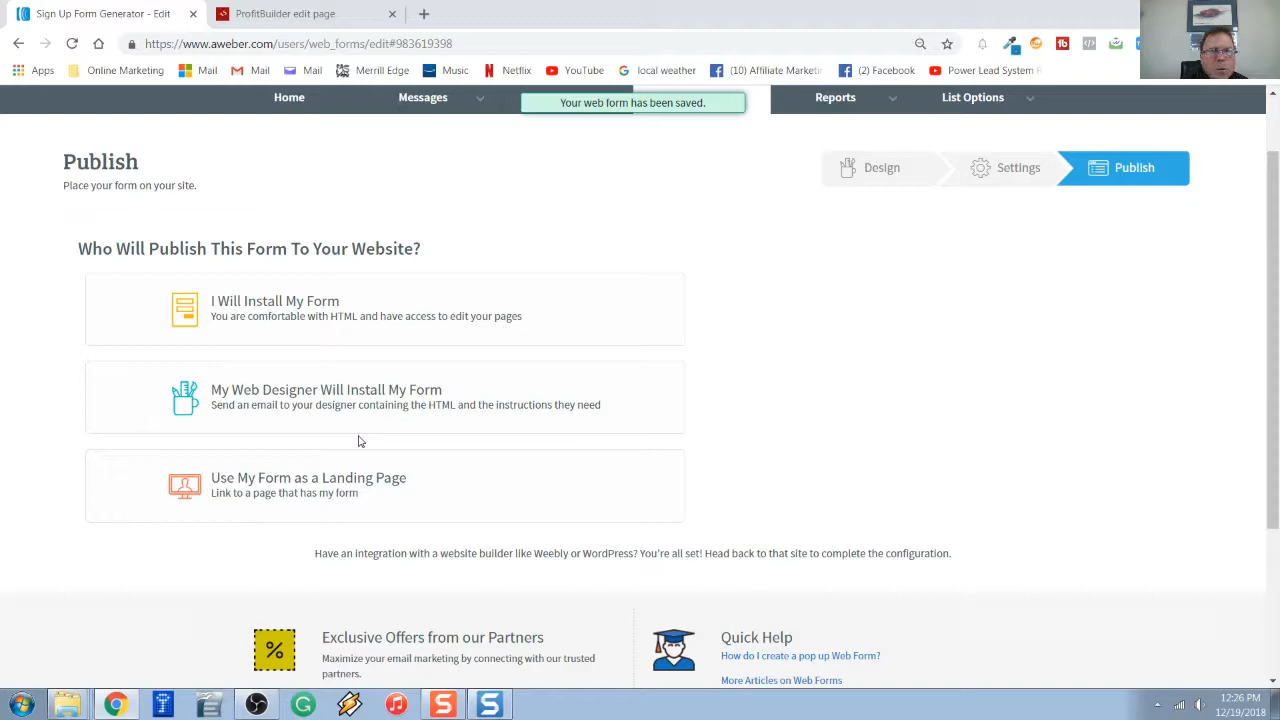 Sign Up Form Generator - Edit
ProfitBuilder edit page
https://www.aweber.com/users/web_forms/edit#982619398
Apps
Online Marketing
Mail
Mail
Mail
Merrill Edge
Music
Netflix
YouTube
local weather
(10) Affiliate Marketin
(2) Facebook
Power Lead System R
Home
Messages
Your web form has been saved.
Reports
List Options
Publish
Place your form on your site.
Design
Settings
Publish
Who Will Publish This Form To Your Website?
I Will Install My Form
You are comfortable with HTML and have access to edit your pages
My Web Designer Will Install My Form
Send an email to your designer containing the HTML and the instructions they need
Use My Form as a Landing Page
Link to a page that has my form
Have an integration with a website builder like Weebly or WordPress? You're all set! Head back to that site to complete the configuration.
Exclusive Offers from our Partners
Maximize your email marketing by connecting with our trusted
partners.
Quick Help
How do I create a pop up Web Form?
More Articles on Web Forms
12:26 PM
12/19/2018